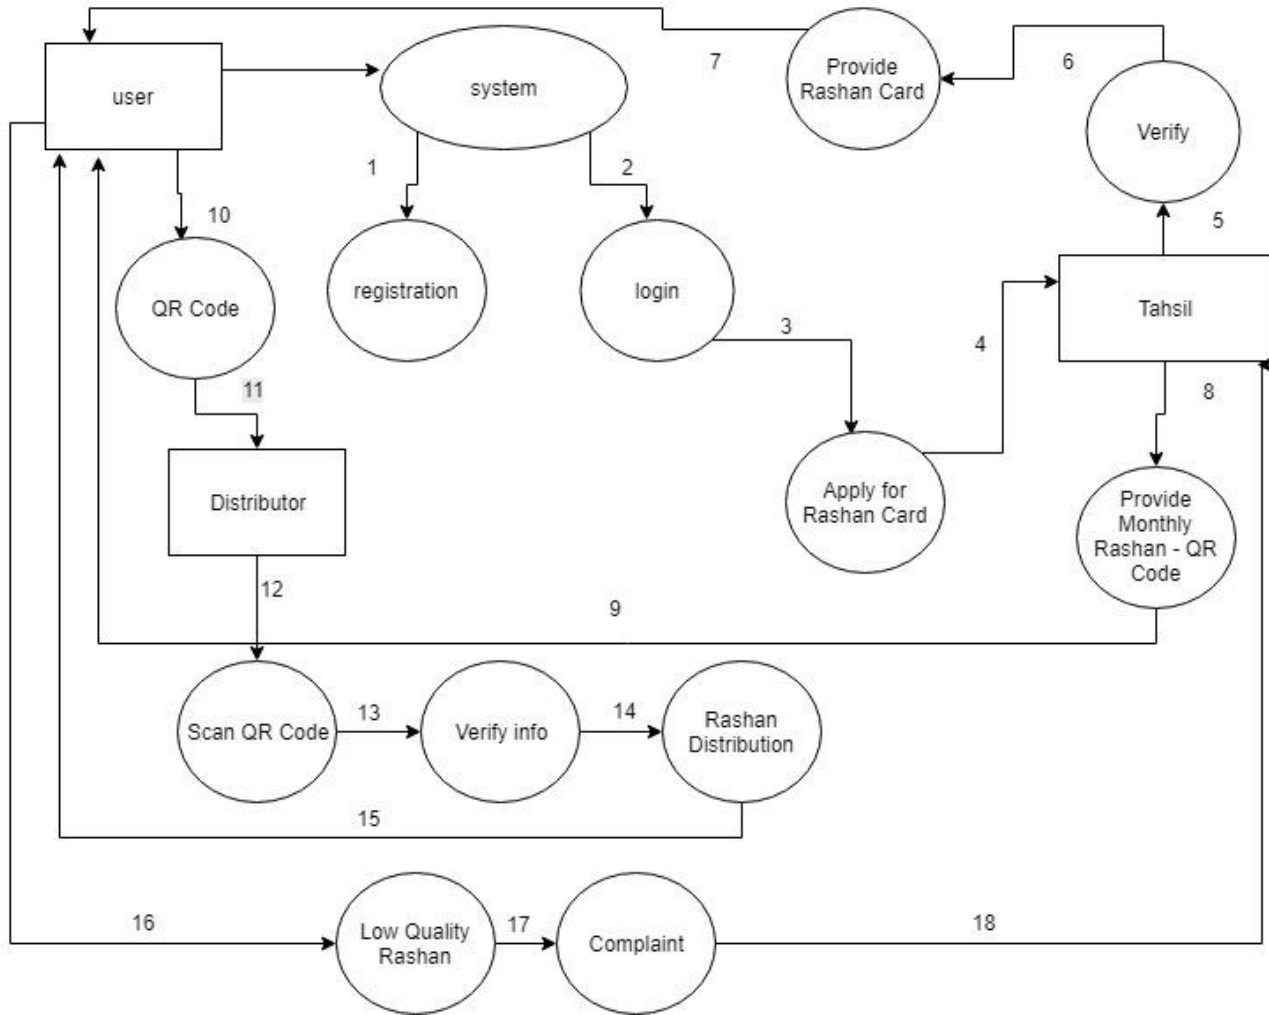 7
6
user
system
Provide
Rashan Card
Verify
1
2
10
5
QR Code
registration
login
Tahsil
3
4
11
8
Distributor
Apply for
Rashan Card
Provide
Monthly
Rashan - QR
Code
12
9
Scan QR Code
13
Verify info
14
Rashan
Distribution
15
16
Low Quality
Rashan
17
Complaint
18